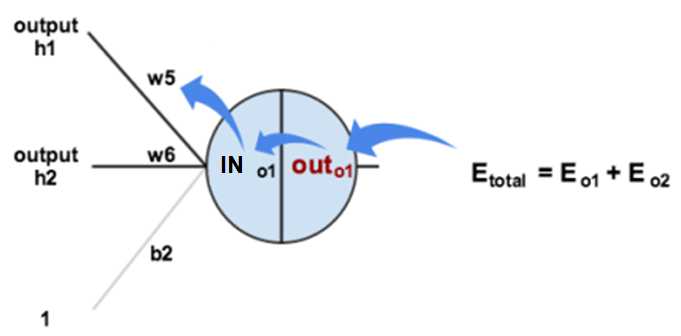 output
h1
w5
output
h2
w6
IN o1
out o1
E total = E o1 + E o2
b2
1